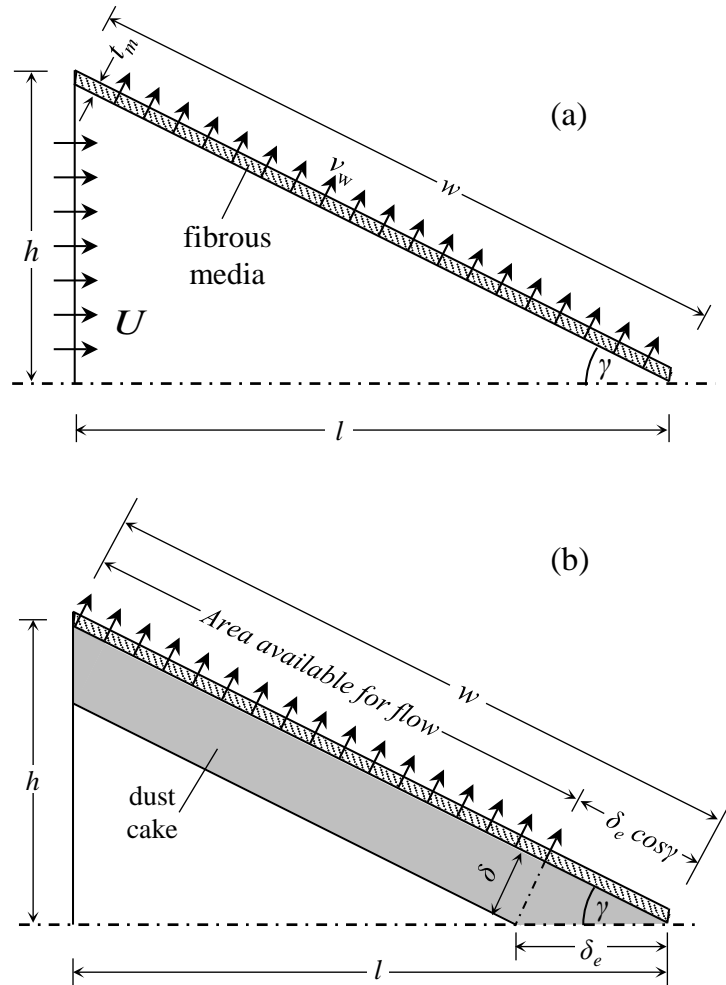 t_m
(a)
w
v_w
h
fibrous
media
U
γ
l
(b)
Area available for flow
w
h
dust
cake
δ_e cosγ
δ
γ
δ_e
l